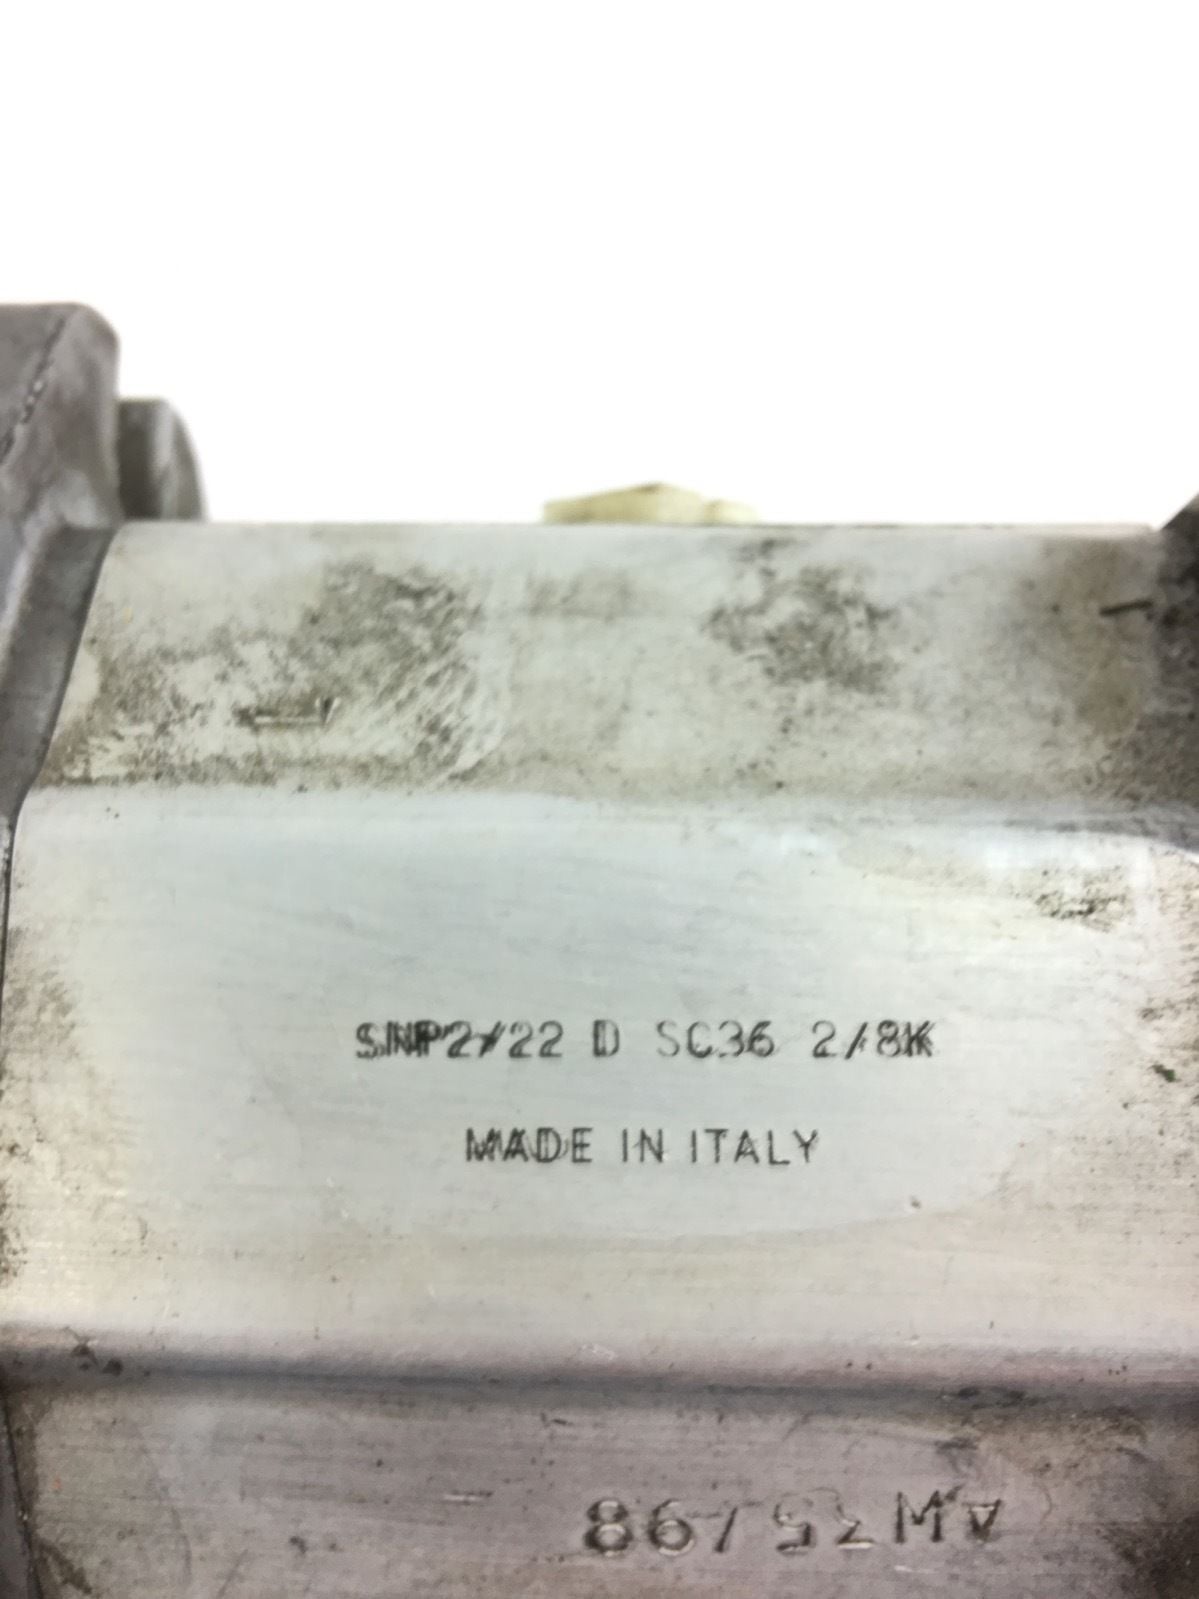 SNP2/22 D SC36 2/8K
MADE IN ITALY